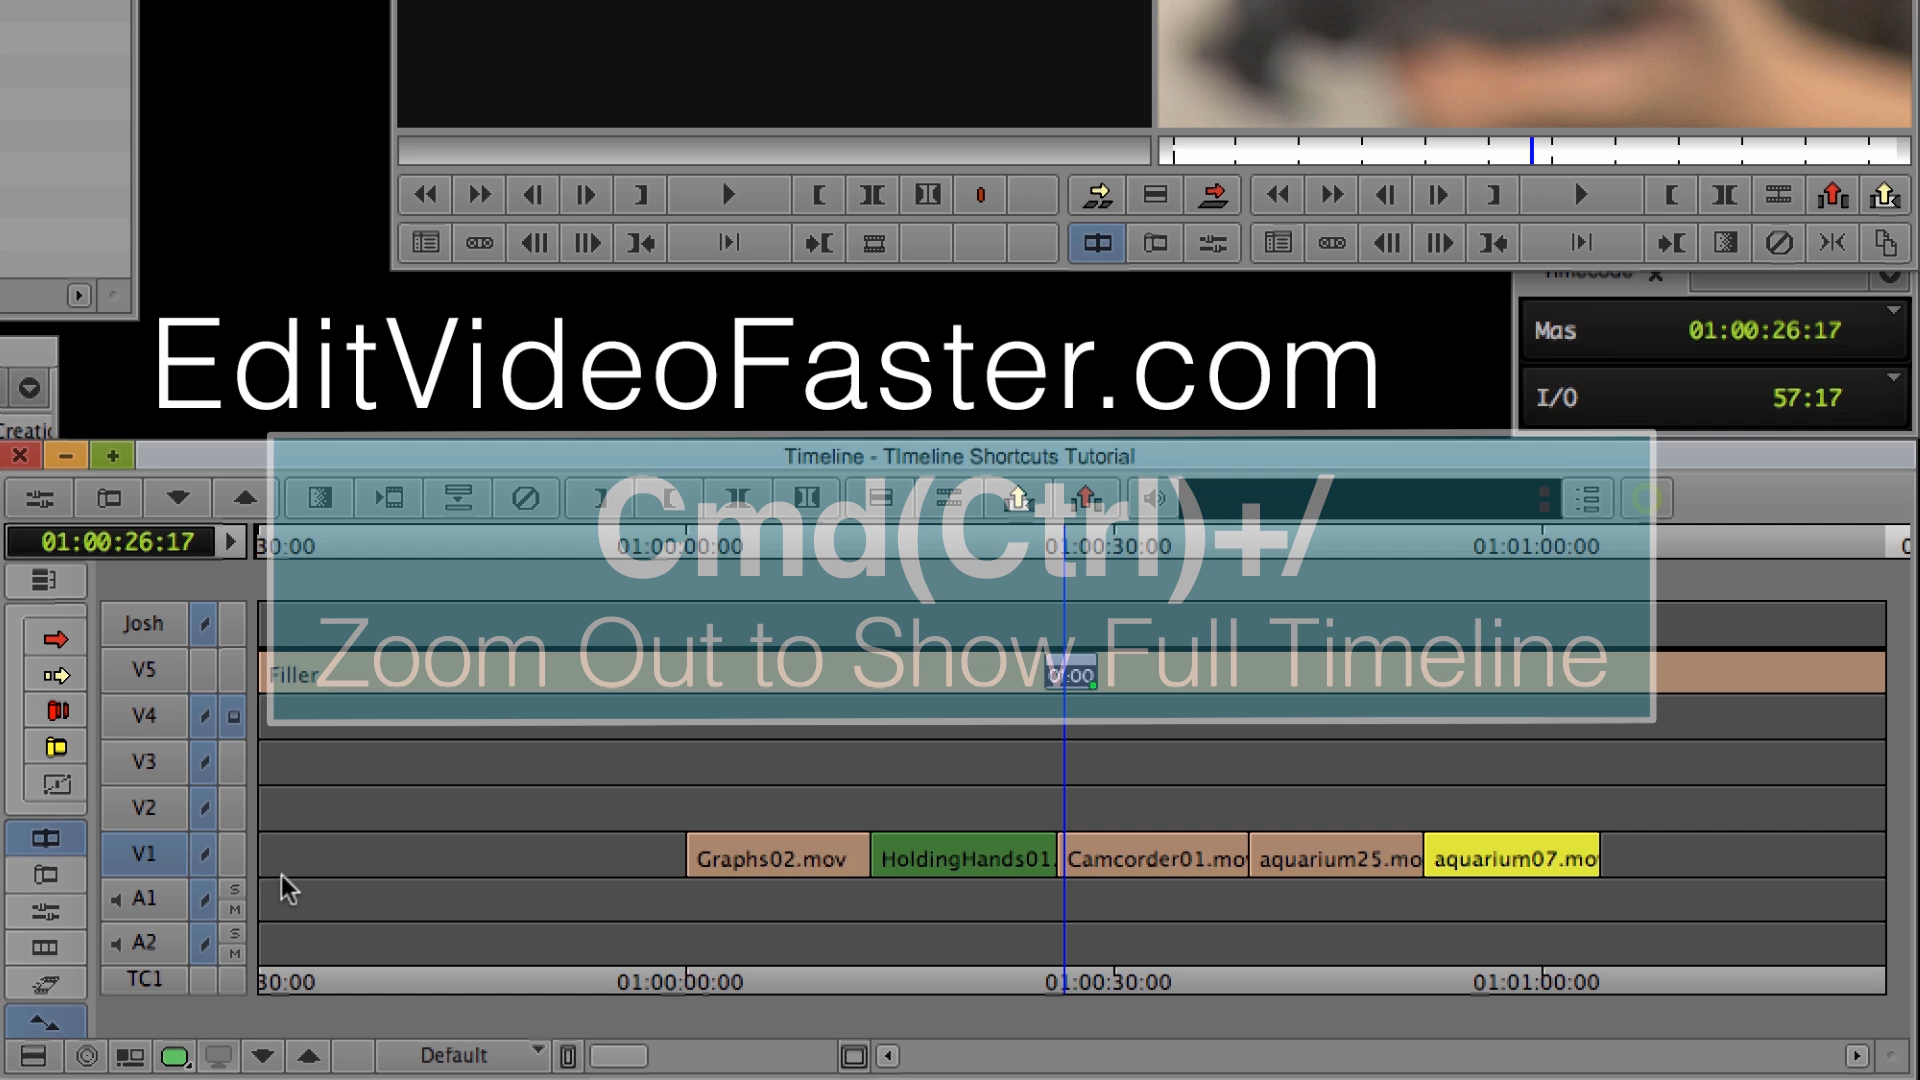 Timecode
Mas 01:00:26:17
EditVideoFaster.com
I/O 57:17
Timeline - TImeline Shortcuts Tutorial
Cmd(Ctrl)+/
01:00:26:17
30:00 01:00:00:00 01:00:30:00 01:01:00:00
Zoom Out to Show Full Timeline
Josh
V5 Filler 01:00
V4
V3
V2
V1 Graphs02.mov HoldingHands01. Camcorder01.mo aquarium25.mo aquarium07.mo
A1 S M
A2 S M
TC1 30:00 01:00:00:00 01:00:30:00 01:01:00:00
Default